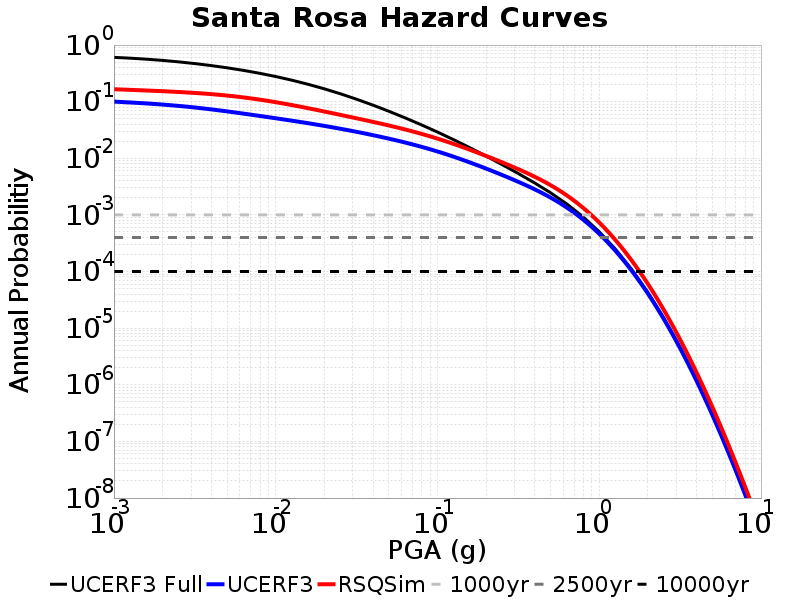 Santa Rosa Hazard Curves
Annual Probabilitiy
10^0
10^-1
10^-2
10^-3
10^-4
10^-5
10^-6
10^-7
10^-8
10^-3 10^-2 10^-1 10^0 10^1
PGA (g)
UCERF3 Full UCERF3 RSQSim 1000yr 2500yr 10000yr